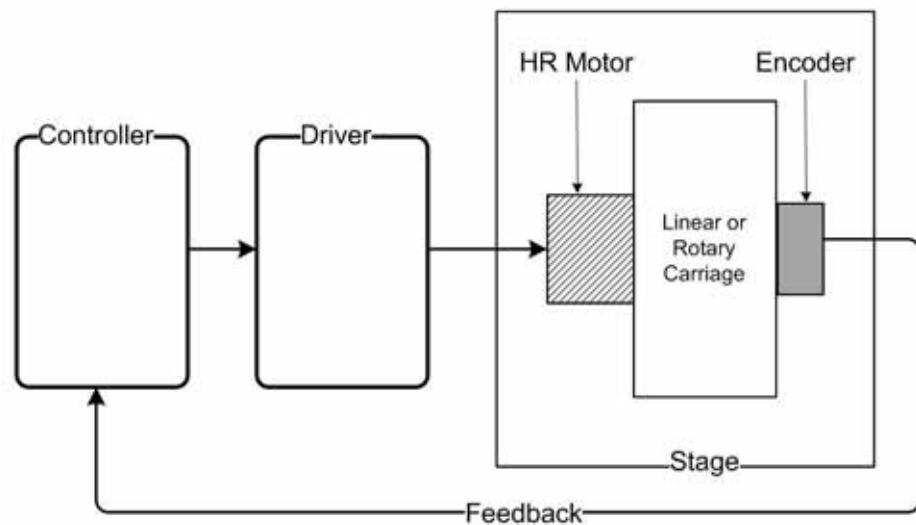 HR Motor
Encoder
Controller
Driver
Linear or
Rotary
Carriage
Stage
Feedback